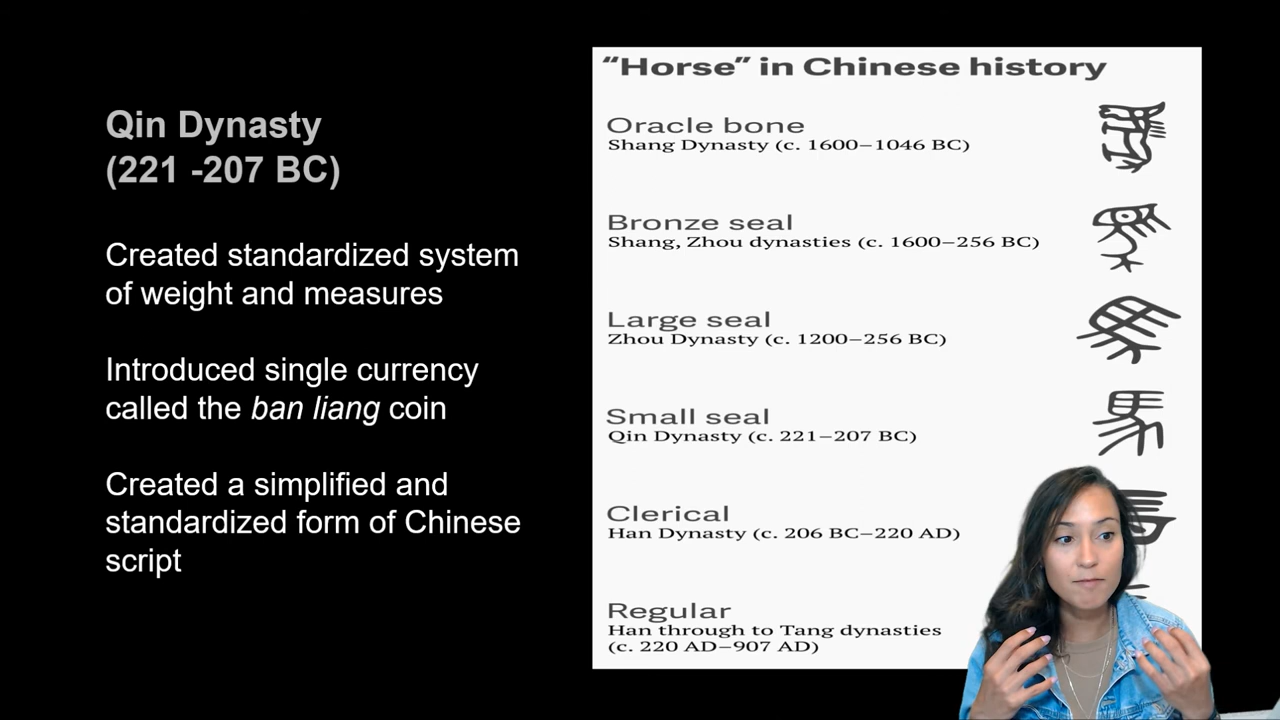 Qin Dynasty
(221 -207 BC)
Created standardized system
of weight and measures
Introduced single currency
called the ban liang coin
Created a simplified and
standardized form of Chinese
script
“Horse” in Chinese history
Oracle bone
Shang Dynasty (c. 1600–1046 BC)
Bronze seal
Shang, Zhou dynasties (c. 1600–256 BC)
Large seal
Zhou Dynasty (c. 1200–256 BC)
Small seal
Qin Dynasty (c. 221–207 BC)
Clerical
Han Dynasty (c. 206 BC–220 AD)
Regular
Han through to Tang dynasties
(c. 220 AD–907 AD)